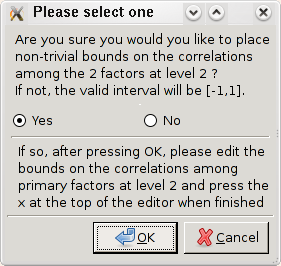 Please select one
Are you sure you would you like to place
non-trivial bounds on the correlations
among the 2 factors at level 2 ?
If not, the valid interval will be [-1,1].
Yes No
If so, after pressing OK, please edit the
bounds on the correlations among
primary factors at level 2 and press the
x at the top of the editor when finished
OK Cancel